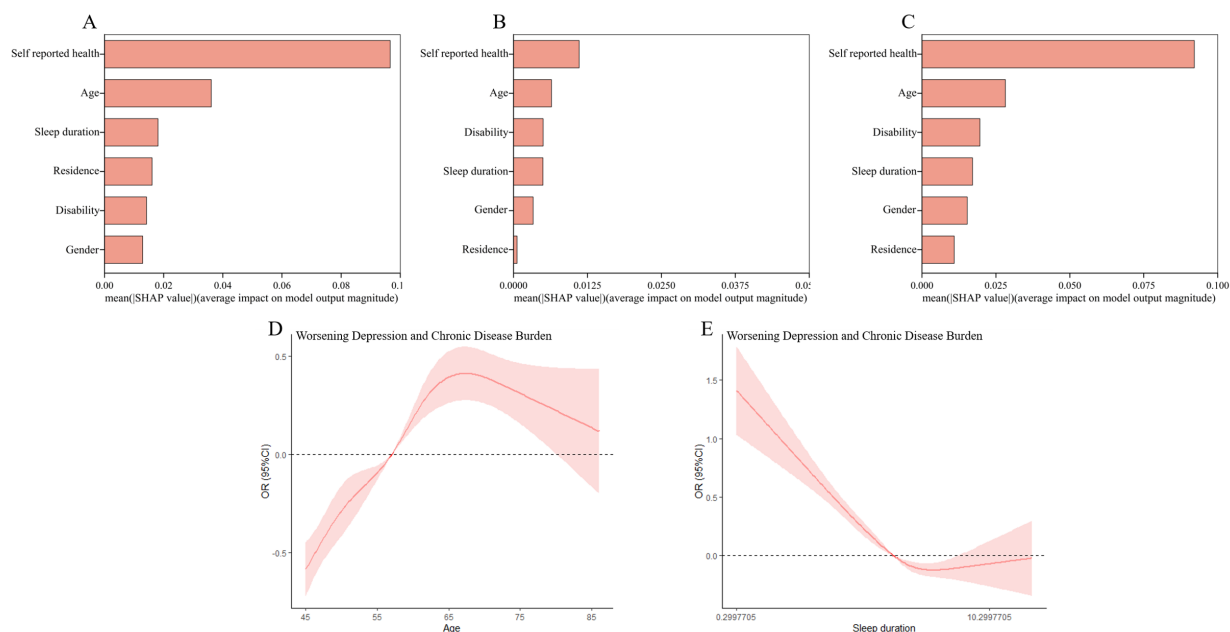 A
Self reported health
Age
Sleep duration
Residence
Disability
Gender
0.00 0.02 0.04 0.06 0.08 0.1
mean(|SHAP value|)(average impact on model output magnitude)
B
Self reported health
Age
Disability
Sleep duration
Gender
Residence
0.0000 0.0125 0.0250 0.0375 0.05
mean(|SHAP value|)(average impact on model output magnitude)
C
Self reported health
Age
Disability
Sleep duration
Gender
Residence
0.000 0.025 0.050 0.075 0.100
mean(|SHAP value|)(average impact on model output magnitude)
D
Worsening Depression and Chronic Disease Burden
OR (95%CI)
0.5
0.0
-0.5
45 55 65 75 85
Age
E
Worsening Depression and Chronic Disease Burden
OR (95%CI)
1.5
1.0
0.5
0.0
0.2997705 10.2997705
Sleep duration